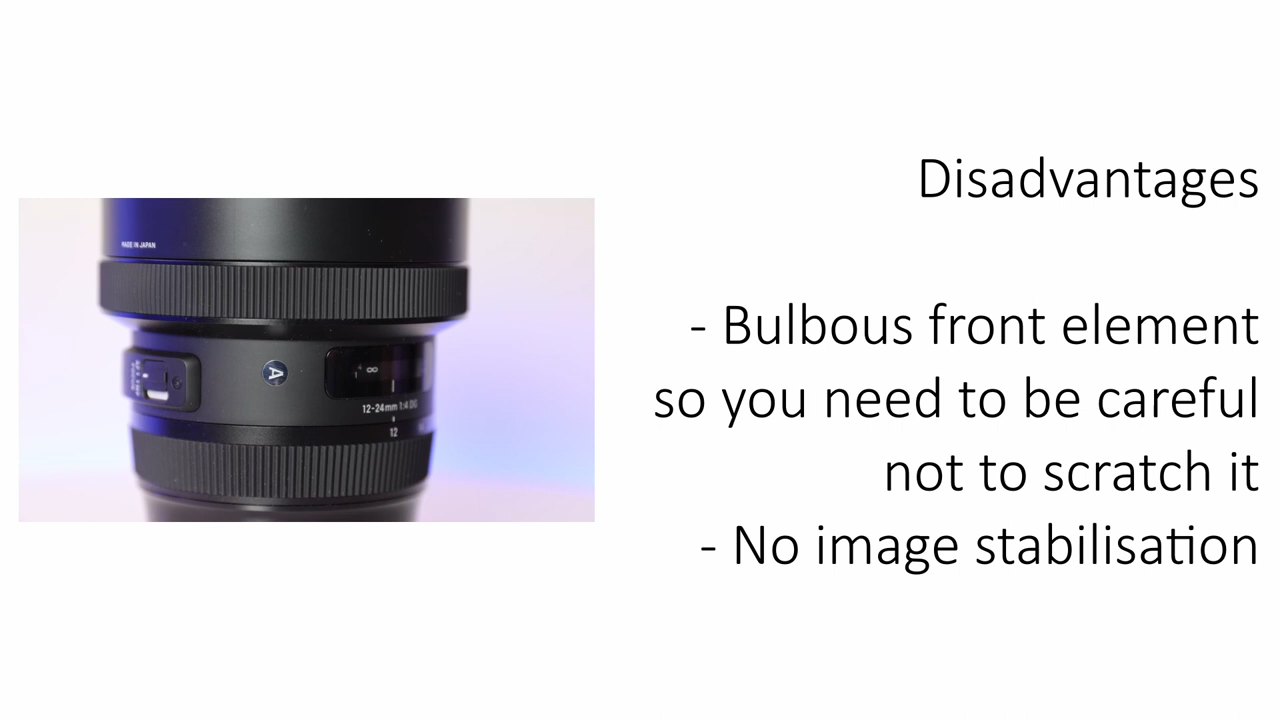 Disadvantages
- Bulbous front element
so you need to be careful
not to scratch it
- No image stabilisation
MADE IN JAPAN
A
∞
12-24mm 1:4 DG
12